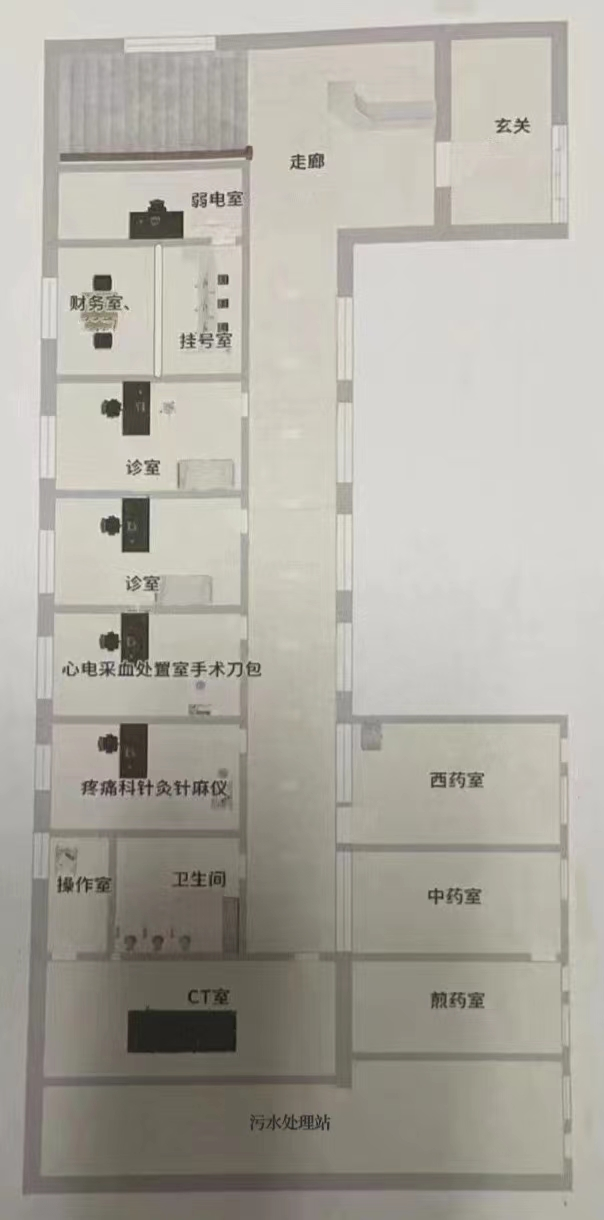 玄关
走廊
弱电室
财务室、
挂号室
诊室
诊室
心电采血处置室手术刀包
疼痛科针灸针麻仪
西药室
操作室
卫生间
中药室
CT室
煎药室
污水处理站